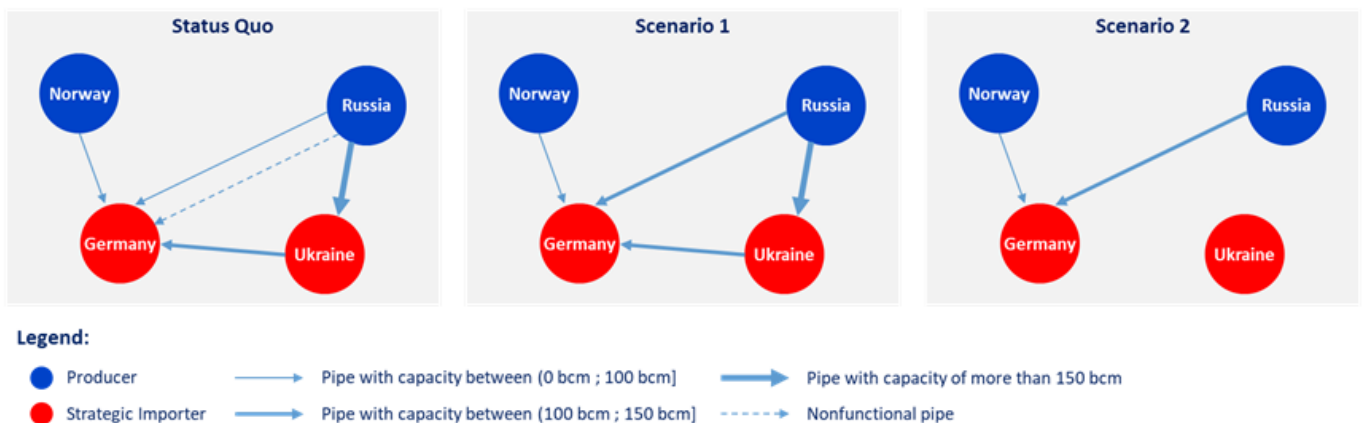 Status Quo
Norway
Russia
Germany
Ukraine
Scenario 1
Norway
Russia
Germany
Ukraine
Scenario 2
Norway
Russia
Germany
Ukraine
Legend:
Producer
Pipe with capacity between (0 bcm ; 100 bcm]
Pipe with capacity of more than 150 bcm
Strategic Importer
Pipe with capacity between (100 bcm ; 150 bcm]
Nonfunctional pipe